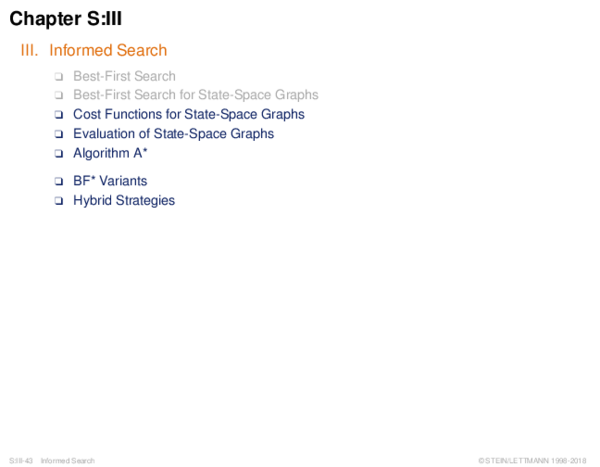 Chapter S:III
III. Informed Search
❑ Best-First Search
❑ Best-First Search for State-Space Graphs
❑ Cost Functions for State-Space Graphs
❑ Evaluation of State-Space Graphs
❑ Algorithm A*
❑ BF* Variants
❑ Hybrid Strategies
S:III-43 Informed Search ©STEIN/LETTMANN 1998-2018